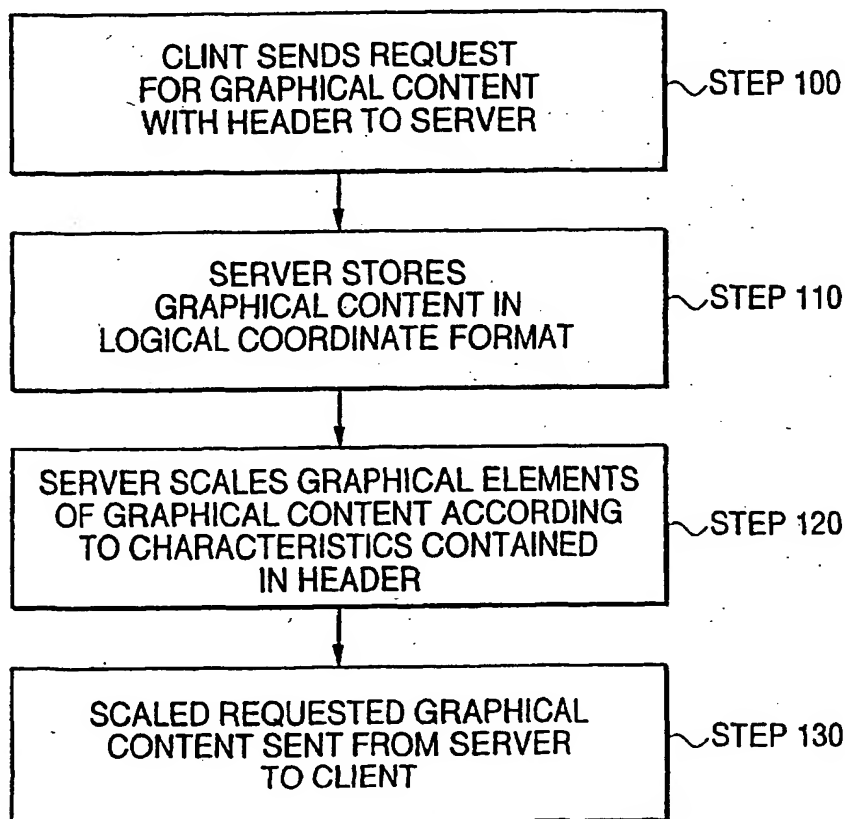 CLINT SENDS REQUEST
FOR GRAPHICAL CONTENT
WITH HEADER TO SERVER
STEP 100
SERVER STORES
GRAPHICAL CONTENT IN
LOGICAL COORDINATE FORMAT
STEP 110
SERVER SCALES GRAPHICAL ELEMENTS
OF GRAPHICAL CONTENT ACCORDING
TO CHARACTERISTICS CONTAINED
IN HEADER
STEP 120
SCALED REQUESTED GRAPHICAL
CONTENT SENT FROM SERVER
TO CLIENT
STEP 130